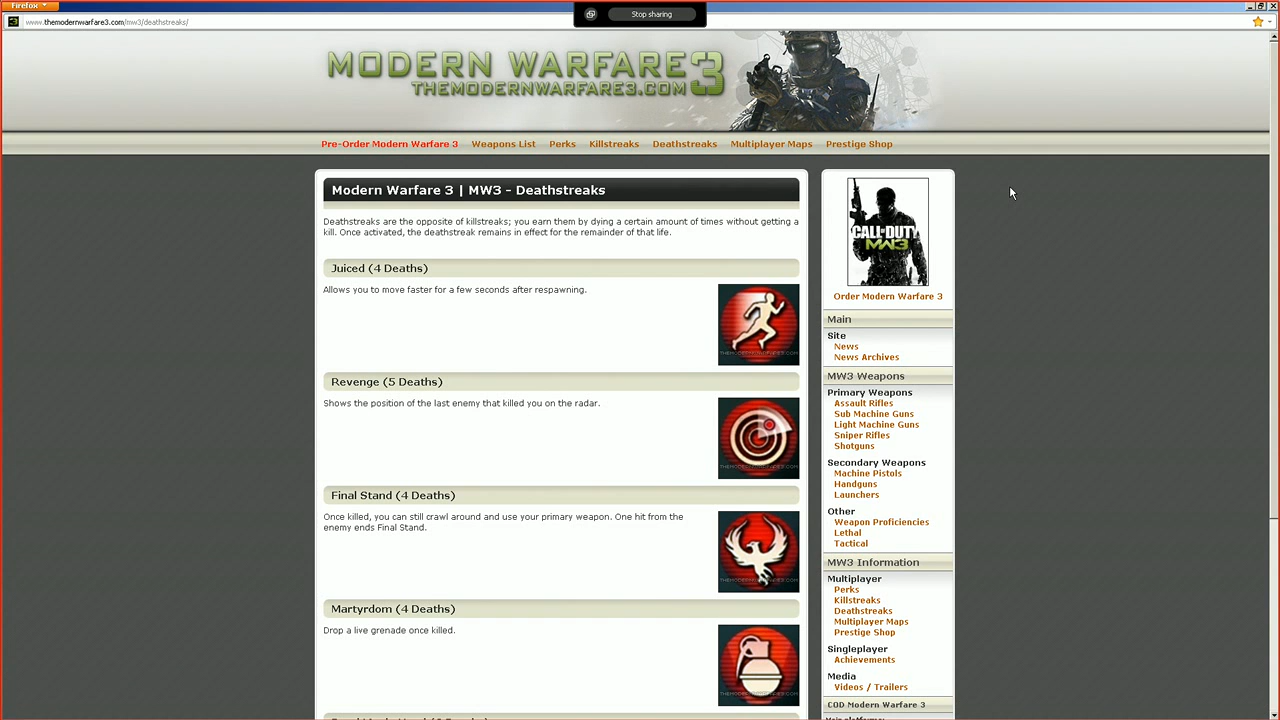 Firefox
Stop sharing
www.themodernwarfare3.com/mw3/deathstreaks/
MODERN WARFARE 3
THEMODERNWARFARE3.COM
Pre-Order Modern Warfare 3 Weapons List Perks Killstreaks Deathstreaks Multiplayer Maps Prestige Shop
Modern Warfare 3 | MW3 - Deathstreaks
Deathstreaks are the opposite of killstreaks; you earn them by dying a certain amount of times without getting a
kill. Once activated, the deathstreak remains in effect for the remainder of that life.
Juiced (4 Deaths)
Allows you to move faster for a few seconds after respawning.
THEMODERNWARFARE3.COM
Revenge (5 Deaths)
Shows the position of the last enemy that killed you on the radar.
THEMODERNWARFARE3.COM
Final Stand (4 Deaths)
Once killed, you can still crawl around and use your primary weapon. One hit from the
enemy ends Final Stand.
THEMODERNWARFARE3.COM
Martyrdom (4 Deaths)
Drop a live grenade once killed.
THEMODERNWARFARE3.COM
CALL OF DUTY
MW3
Order Modern Warfare 3
Main
Site
News
News Archives
MW3 Weapons
Primary Weapons
Assault Rifles
Sub Machine Guns
Light Machine Guns
Sniper Rifles
Shotguns
Secondary Weapons
Machine Pistols
Handguns
Launchers
Other
Weapon Proficiencies
Lethal
Tactical
MW3 Information
Multiplayer
Perks
Killstreaks
Deathstreaks
Multiplayer Maps
Prestige Shop
Singleplayer
Achievements
Media
Videos / Trailers
COD Modern Warfare 3